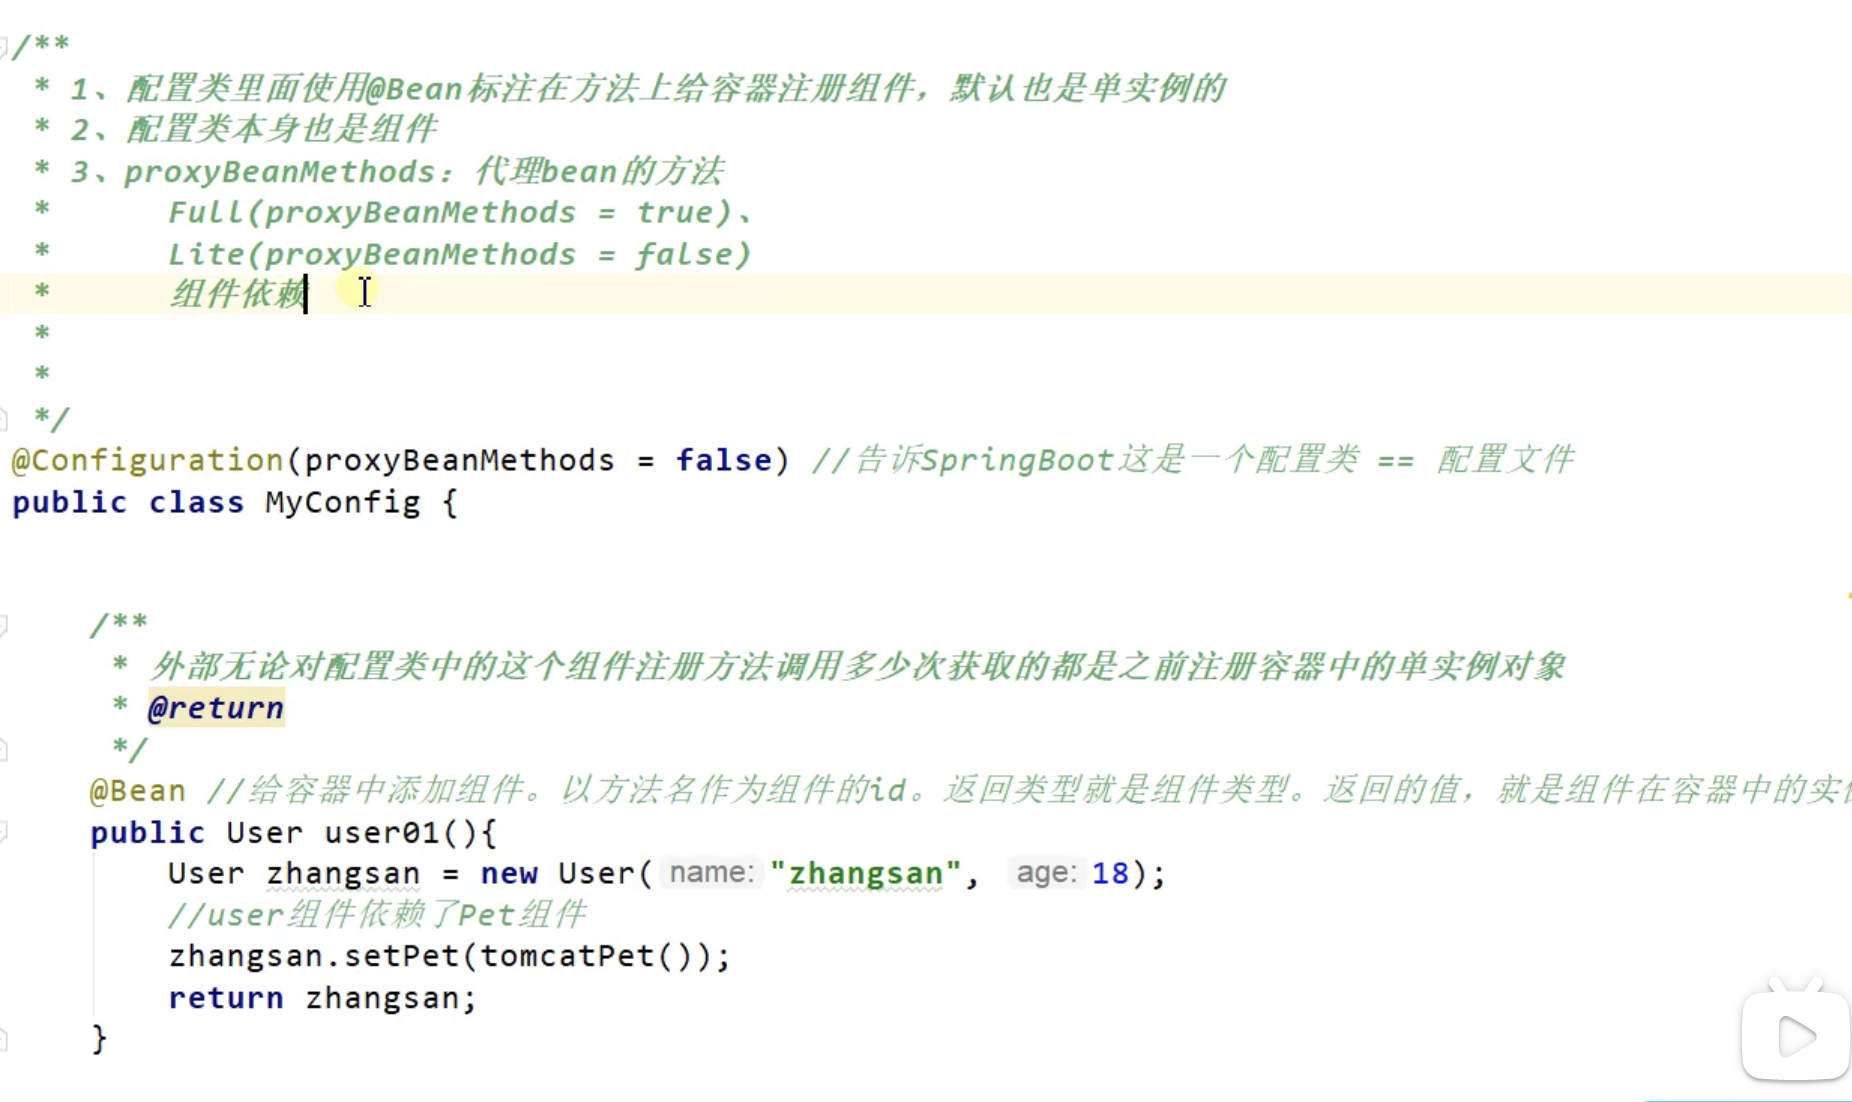 /**
 * 1、配置类里面使用@Bean标注在方法上给容器注册组件，默认也是单实例的
 * 2、配置类本身也是组件
 * 3、proxyBeanMethods：代理bean的方法
 *      Full(proxyBeanMethods = true)、
 *      Lite(proxyBeanMethods = false)
 *      组件依赖
 *
 *
 */
@Configuration(proxyBeanMethods = false) //告诉SpringBoot这是一个配置类 == 配置文件
public class MyConfig {
    /**
     * 外部无论对配置类中的这个组件注册方法调用多少次获取的都是之前注册容器中的单实例对象
     * @return
     */
    @Bean //给容器中添加组件。以方法名作为组件的id。返回类型就是组件类型。返回的值，就是组件在容器中的实
    public User user01(){
        User zhangsan = new User( name: "zhangsan", age: 18);
        //user组件依赖了Pet组件
        zhangsan.setPet(tomcatPet());
        return zhangsan;
    }